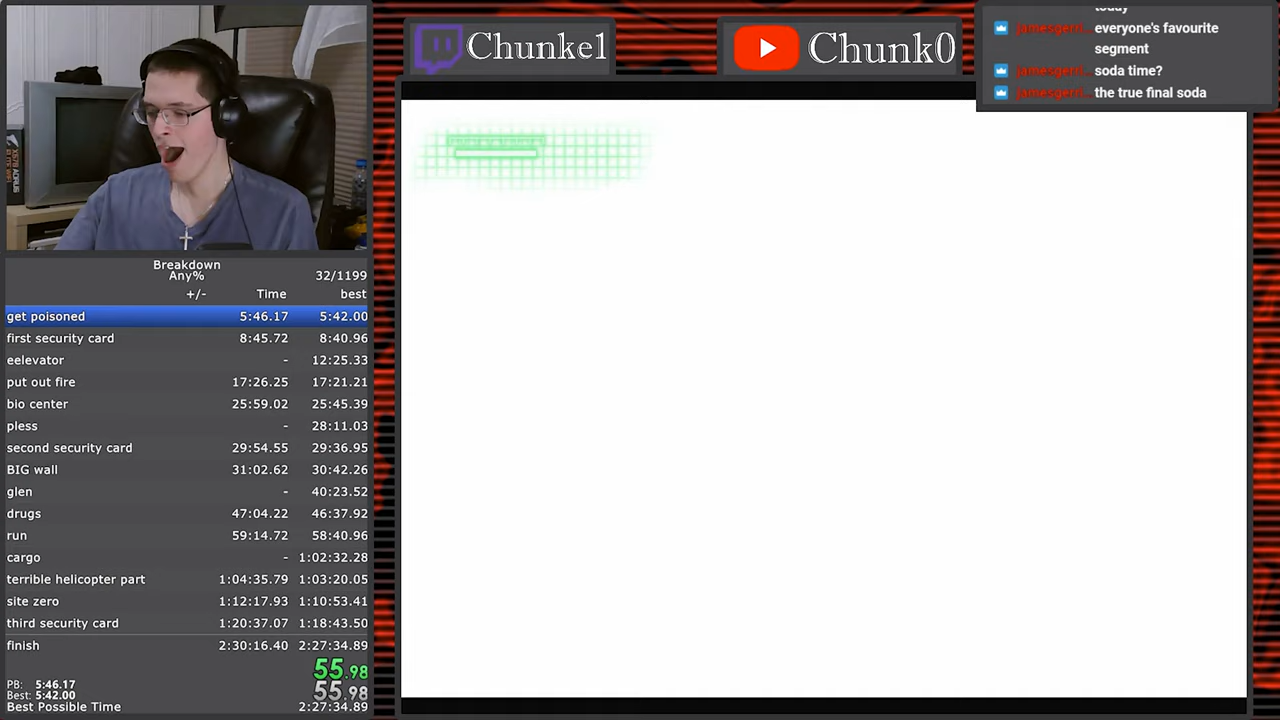 Chunke1
Chunk0
today
everyone's favourite
segment
soda time?
the true final soda
Breakdown
Any%
32/1199
+/- Time best
get poisoned 5:46.17 5:42.00
first security card 8:45.72 8:40.96
eelevator - 12:25.33
put out fire 17:26.25 17:21.21
bio center 25:59.02 25:45.39
pless - 28:11.03
second security card 29:54.55 29:36.95
BIG wall 31:02.62 30:42.26
glen - 40:23.52
drugs 47:04.22 46:37.92
run 59:14.72 58:40.96
cargo - 1:02:32.28
terrible helicopter part 1:04:35.79 1:03:20.05
site zero 1:12:17.93 1:10:53.41
third security card 1:20:37.07 1:18:43.50
finish 2:30:16.40 2:27:34.89
55.98
PB: 5:46.17
Best: 5:42.00
55.98
Best Possible Time 2:27:34.89